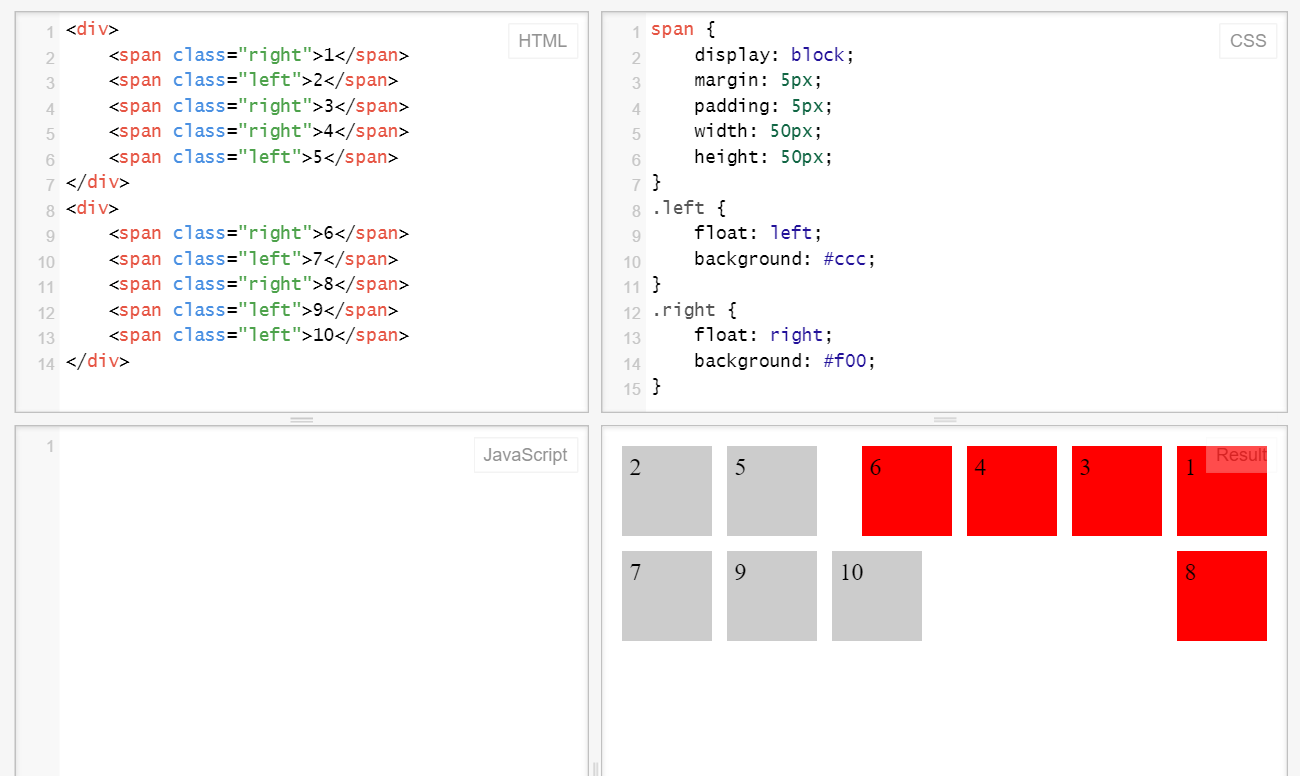 HTML
1 <div>
2     <span class="right">1</span>
3     <span class="left">2</span>
4     <span class="right">3</span>
5     <span class="right">4</span>
6     <span class="left">5</span>
7 </div>
8 <div>
9     <span class="right">6</span>
10     <span class="left">7</span>
11     <span class="right">8</span>
12     <span class="left">9</span>
13     <span class="left">10</span>
14 </div>
CSS
1 span {
2     display: block;
3     margin: 5px;
4     padding: 5px;
5     width: 50px;
6     height: 50px;
7 }
8 .left {
9     float: left;
10     background: #ccc;
11 }
12 .right {
13     float: right;
14     background: #f00;
15 }
JavaScript
1
Result
2 5 6 4 3 1
7 9 10 8